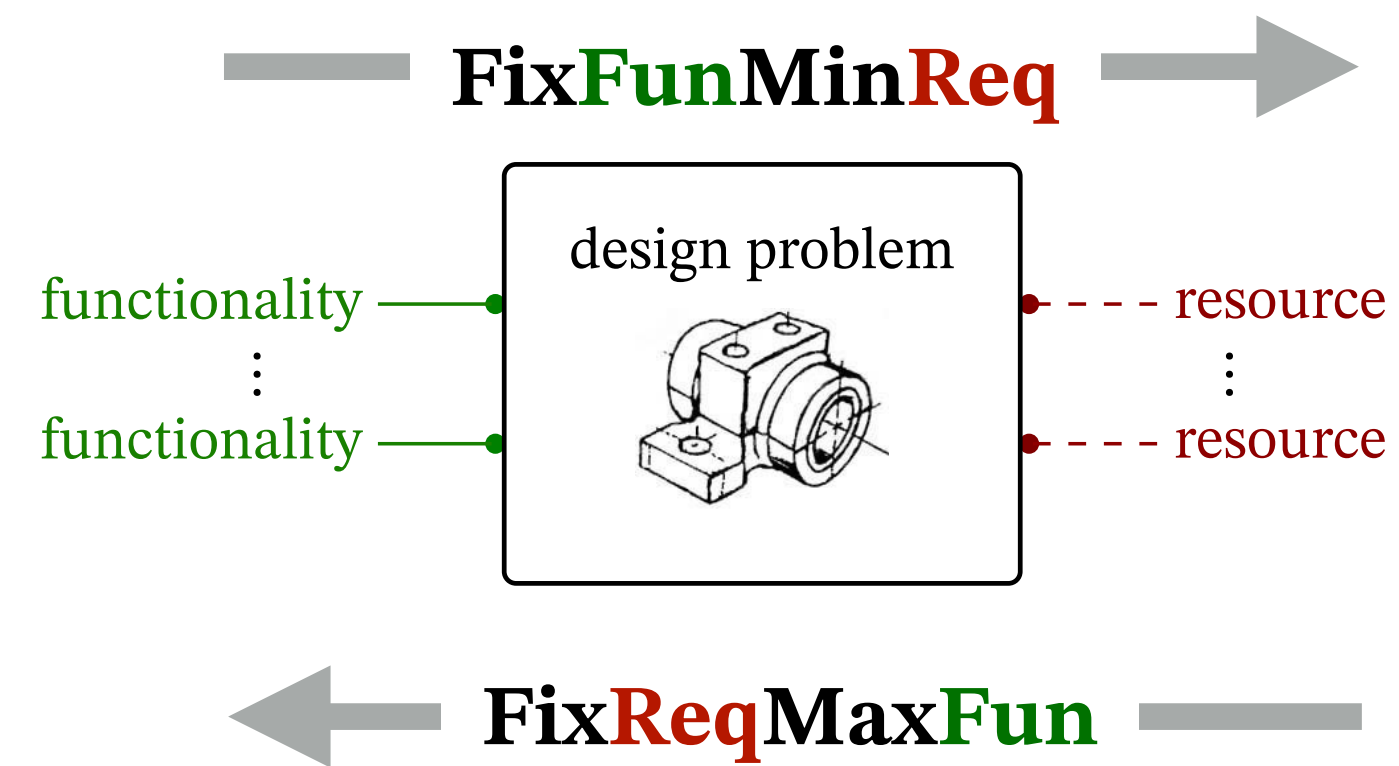 FixFunMinReq
design problem
functionality
resource
⋮
⋮
functionality
resource
FixReqMaxFun